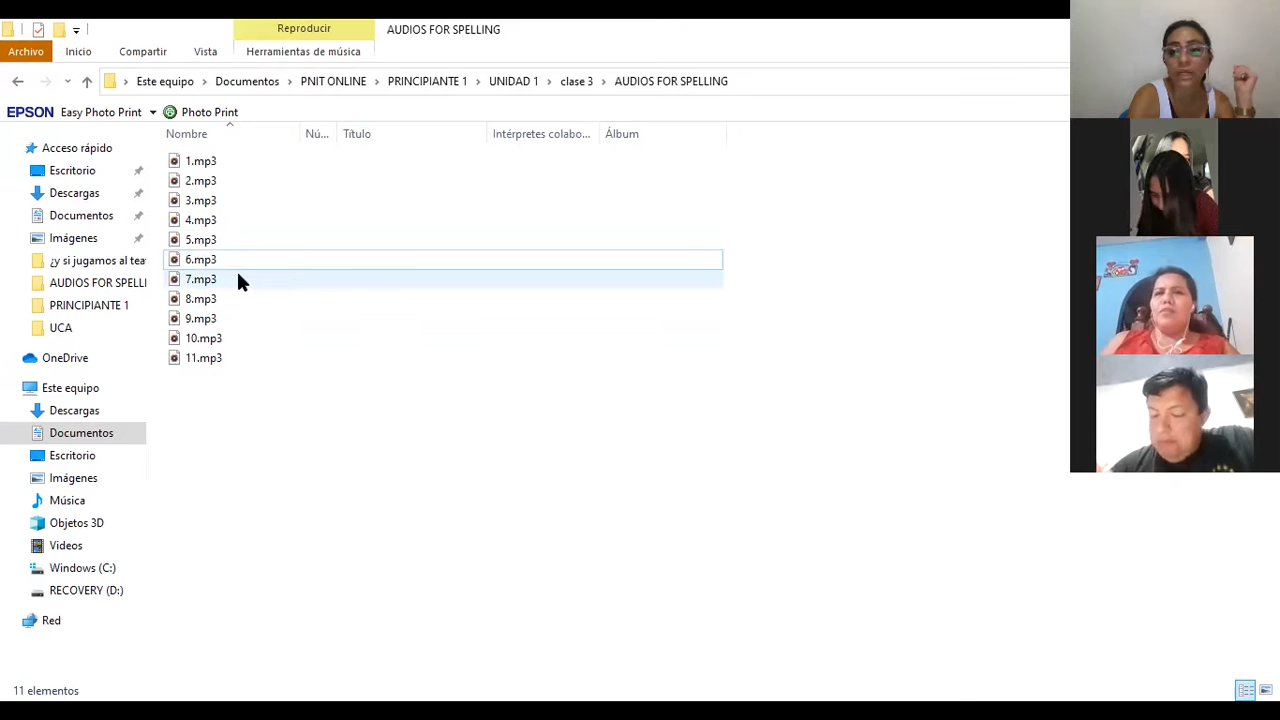 Reproducir
AUDIOS FOR SPELLING
Archivo
Inicio
Compartir
Vista
Herramientas de música
Este equipo > Documentos > PNIT ONLINE > PRINCIPIANTE 1 > UNIDAD 1 > clase 3 > AUDIOS FOR SPELLING
EPSON Easy Photo Print Photo Print
Nombre
Nú...
Título
Intérpretes colabo...
Álbum
Acceso rápido
Escritorio
Descargas
Documentos
Imágenes
¿y si jugamos al tea
AUDIOS FOR SPELLI
PRINCIPIANTE 1
UCA
OneDrive
Este equipo
Descargas
Documentos
Escritorio
Imágenes
Música
Objetos 3D
Videos
Windows (C:)
RECOVERY (D:)
Red
1.mp3
2.mp3
3.mp3
4.mp3
5.mp3
6.mp3
7.mp3
8.mp3
9.mp3
10.mp3
11.mp3
11 elementos